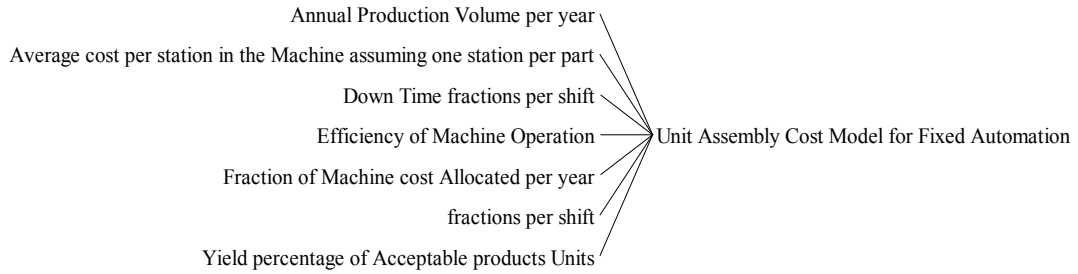 Annual Production Volume per year
Average cost per station in the Machine assuming one station per part
Down Time fractions per shift
Efficiency of Machine Operation
Unit Assembly Cost Model for Fixed Automation
Fraction of Machine cost Allocated per year
fractions per shift
Yield percentage of Acceptable products Units